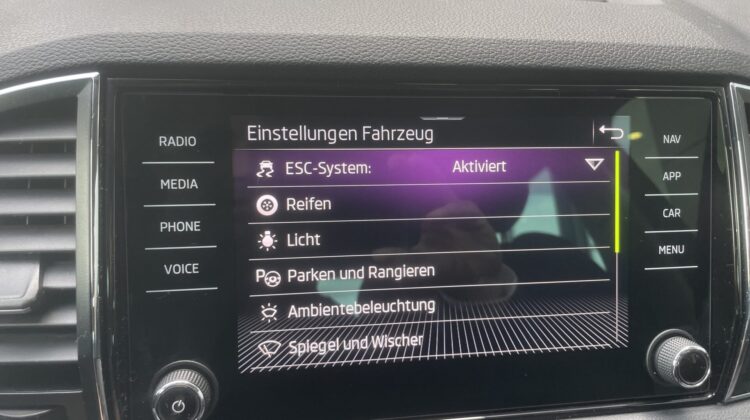 RADIO
MEDIA
PHONE
VOICE
Einstellungen Fahrzeug
ESC-System: Aktiviert
Reifen
Licht
P Parken und Rangieren
Ambientebeleuchtung
Spiegel und Wischer
NAV
APP
CAR
MENU